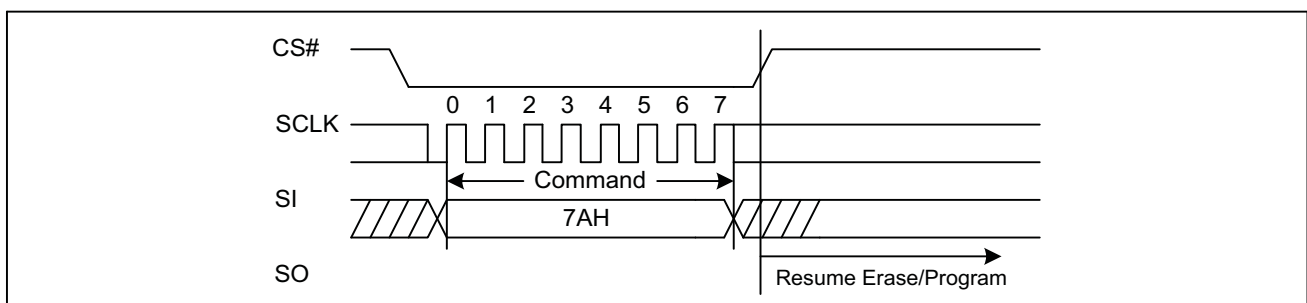 CS#
0 1 2 3 4 5 6 7
SCLK
Command
SI
7AH
SO
Resume Erase/Program